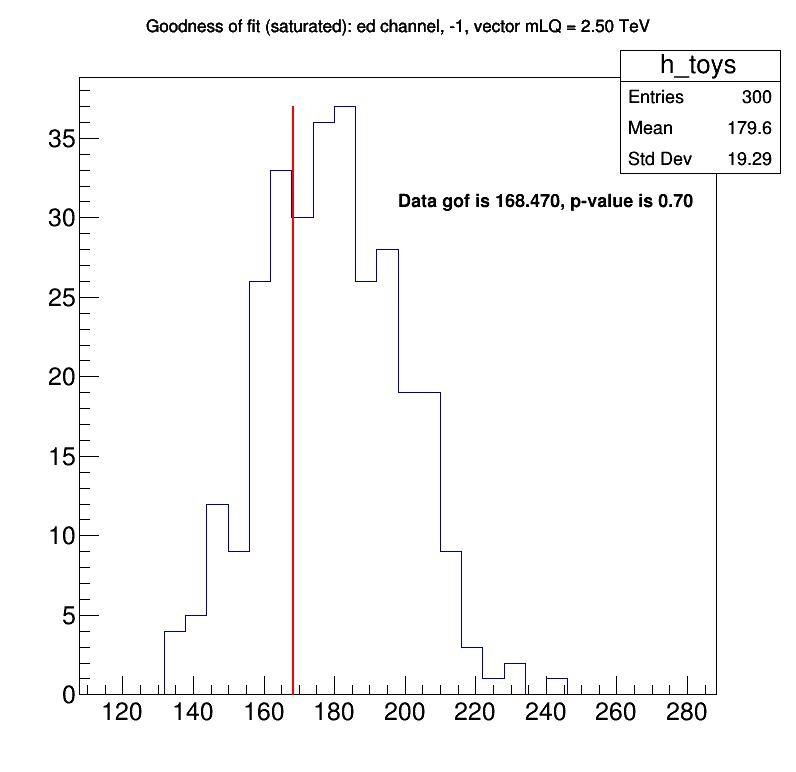 Goodness of fit (saturated): ed channel, -1, vector mLQ = 2.50 TeV
h_toys
Entries 300
Mean 179.6
Std Dev 19.29
Data gof is 168.470, p-value is 0.70
35
30
25
20
15
10
5
0
120 140 160 180 200 220 240 260 280